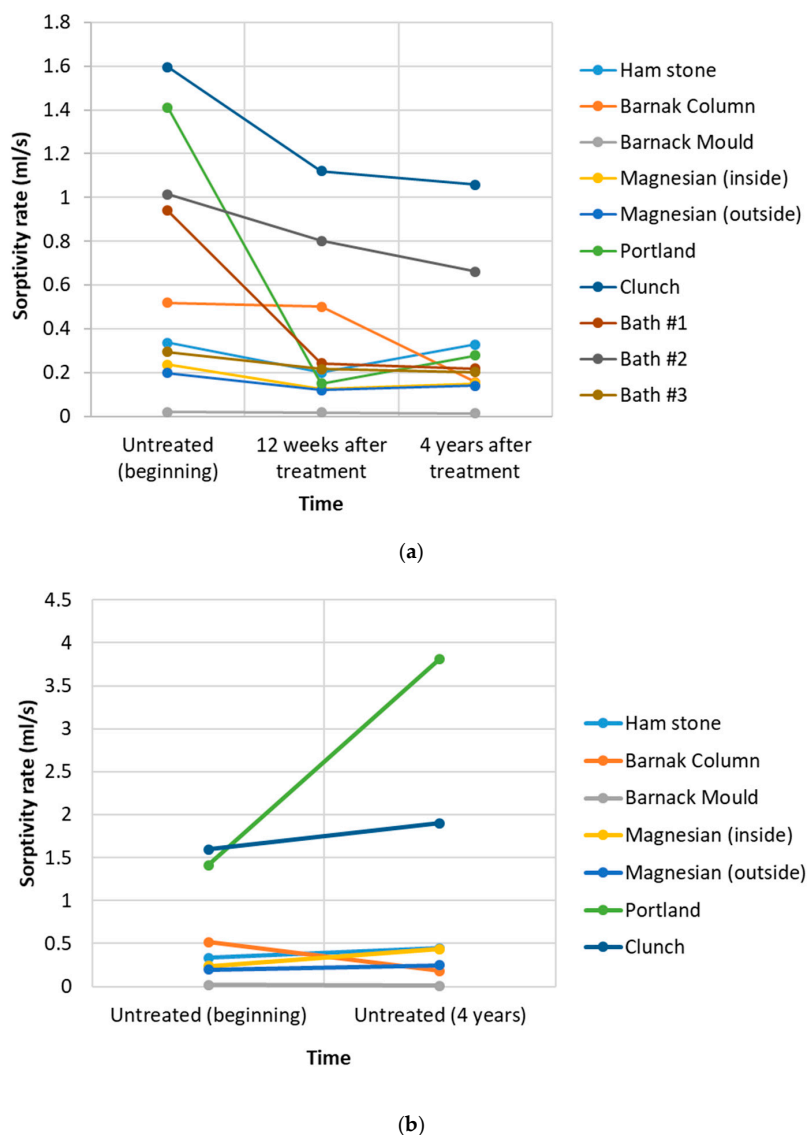 1.8
1.6
1.4
1.2
1
0.8
0.6
0.4
0.2
0
Sorptivity rate (ml/s)
Untreated
(beginning)
12 weeks after
treatment
4 years after
treatment
Time
Ham stone
Barnak Column
Barnack Mould
Magnesian (inside)
Magnesian (outside)
Portland
Clunch
Bath #1
Bath #2
Bath #3
(a)
4.5
4
3.5
3
2.5
2
1.5
1
0.5
0
Sorptivity rate (ml/s)
Untreated (beginning)
Untreated (4 years)
Time
Ham stone
Barnak Column
Barnack Mould
Magnesian (inside)
Magnesian (outside)
Portland
Clunch
(b)